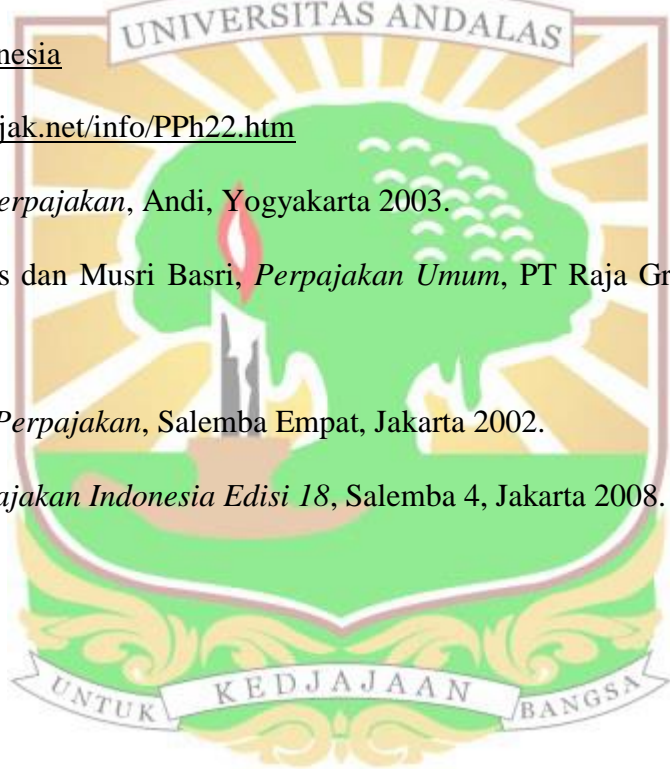 UNIVERSITAS ANDALAS
nesia
jak.net/info/PPh22.htm
erpajakan, Andi, Yogyakarta 2003.
s dan Musri Basri, Perpajakan Umum, PT Raja Gr
Perpajakan, Salemba Empat, Jakarta 2002.
ajakan Indonesia Edisi 18, Salemba 4, Jakarta 2008.
UNTUK KEDJAJAAN BANGSA